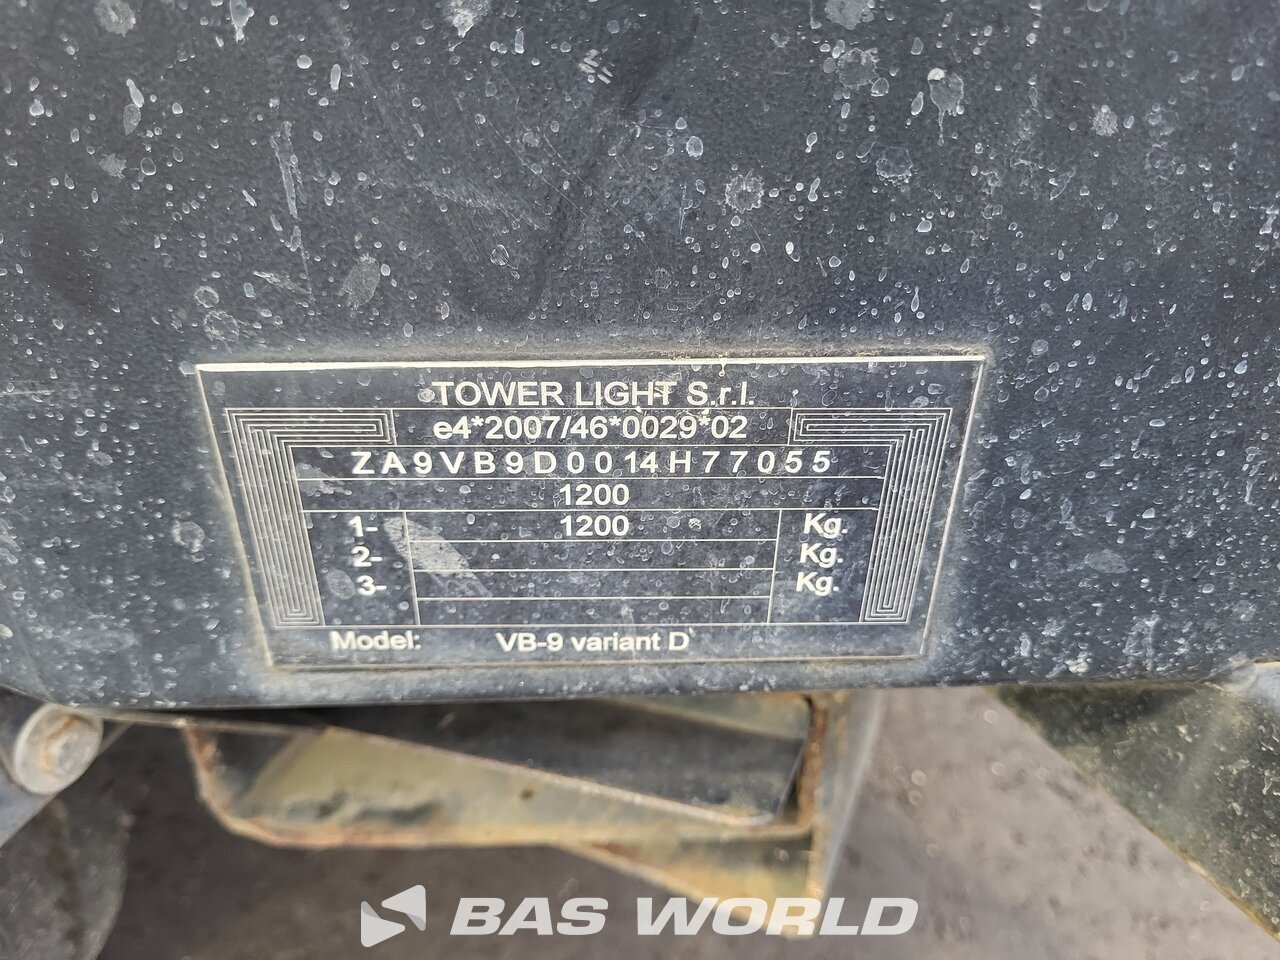 TOWER LIGHT S.r.l.
e4*2007/46*0029*02
ZA9VB9D0014H77055
1200
1- 1200 Kg.
2- Kg.
3- Kg.
Model: VB-9 variant D
BAS WORLD